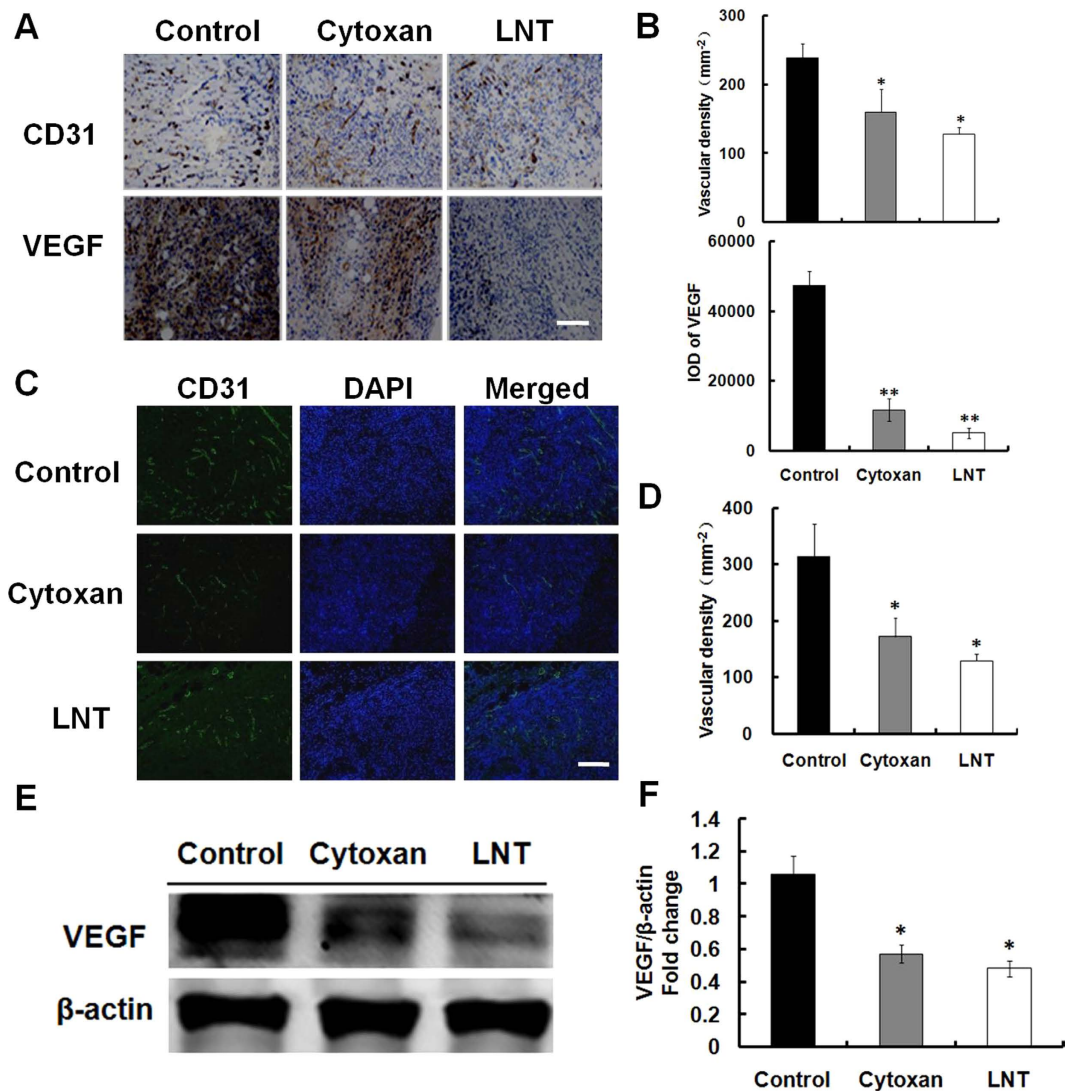 A
Control Cytoxan LNT
CD31
VEGF
B
Vascular density (mm-2)
300
200
100
0
* *
IOD of VEGF
60000
40000
20000
0
** **
Control Cytoxan LNT
C
CD31 DAPI Merged
Control
Cytoxan
LNT
D
Vascular density (mm-2)
400
300
200
100
0
* *
Control Cytoxan LNT
E
Control Cytoxan LNT
VEGF
β-actin
F
VEGF/β-actin
Fold change
1.4
1.2
1
0.8
0.6
0.4
0.2
0
* *
Control Cytoxan LNT